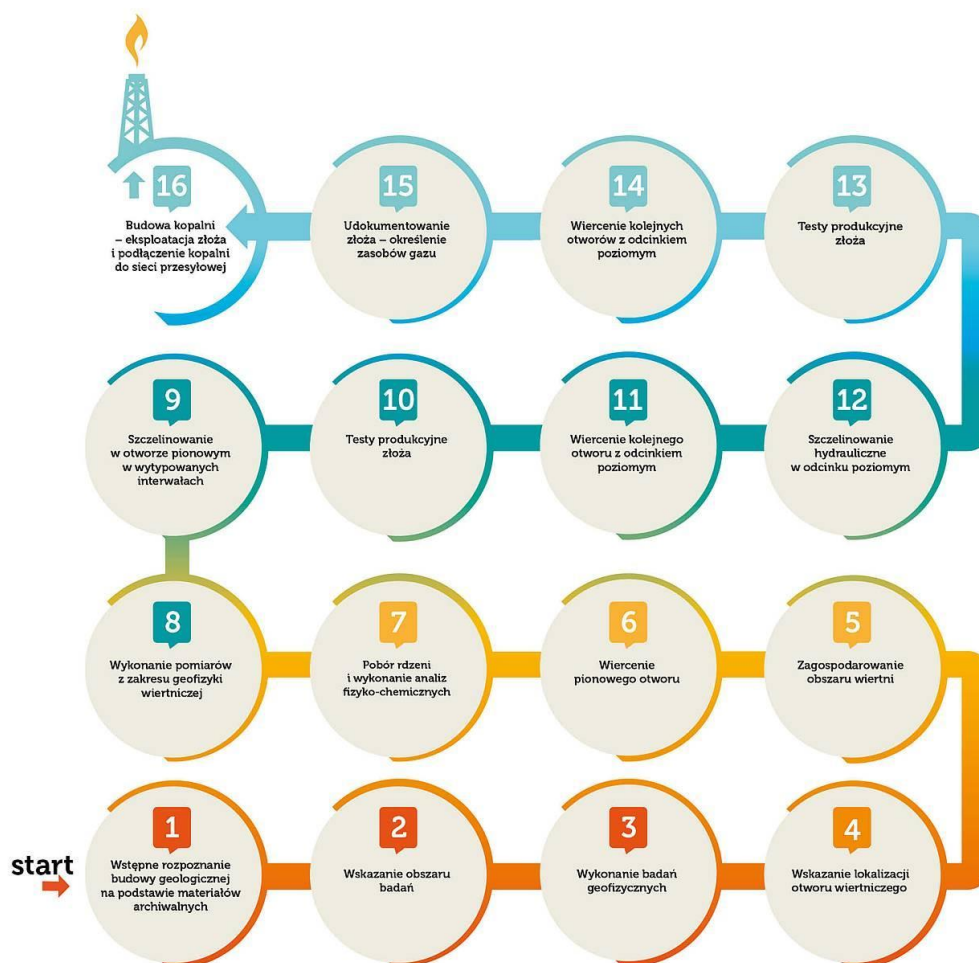 16
Budowa kopalni
– eksploatacja złoża
i podłączenie kopalni
do sieci przesyłowej
15
Udokumentowanie
złoża – określenie
zasobów gazu
14
Wiercenie kolejnych
otworów z odcinkiem
poziomym
13
Testy produkcyjne
złoża
9
Szczelinowanie
w otworze pionowym
w wytypowanych
interwałach
10
Testy produkcyjne
złoża
11
Wiercenie kolejnego
otworu z odcinkiem
poziomym
12
Szczelinowanie
hydrauliczne
w odcinku poziomym
8
Wykonanie pomiarów
z zakresu geofizyki
wiertniczej
7
Pobór rdzeni
i wykonanie analiz
fizyko-chemicznych
6
Wiercenie
pionowego otworu
5
Zagospodarowanie
obszaru wiertni
start
1
Wstępne rozpoznanie
budowy geologicznej
na podstawie materiałów
archiwalnych
2
Wskazanie obszaru
badań
3
Wykonanie badań
geofizycznych
4
Wskazanie lokalizacji
otworu wiertniczego